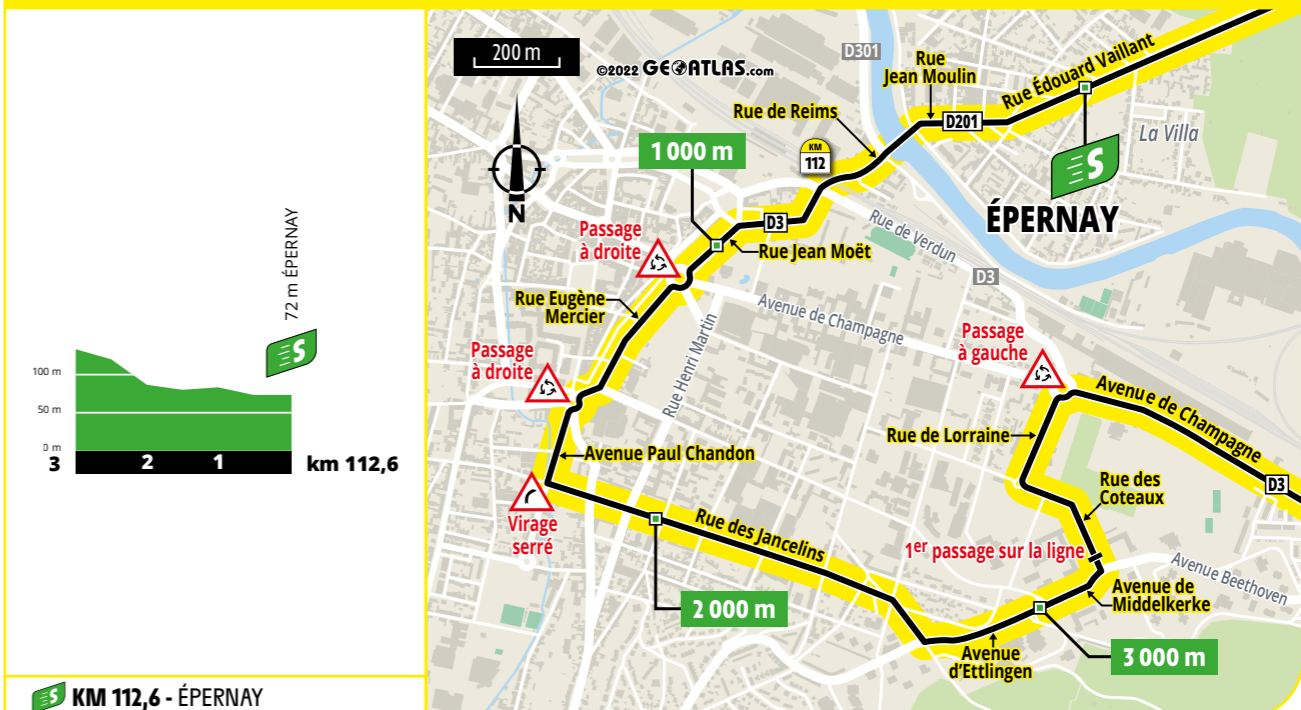 72 m ÉPERNAY
S
100 m
50 m
0 m
3
2
1
km 112,6
S KM 112,6 - ÉPERNAY
200 m
©2022 GEOATLAS.com
N
D301
Rue
Jean Moulin
Rue Édouard Vaillant
Rue de Reims
D201
La Villa
1 000 m
KM
112
S
ÉPERNAY
D3
Rue de Verdun
Passage
à droite
Rue Jean Moët
D3
Rue Eugène
Mercier
Avenue de Champagne
Passage
à gauche
Passage
à droite
Rue Henri Martin
Avenue de Champagne
Rue de Lorraine
Avenue Paul Chandon
D3
Rue des
Coteaux
Virage
serré
Rue des Jancelins
1er passage sur la ligne
Avenue Beethoven
Avenue de
Middelkerke
2 000 m
Avenue
d'Ettlingen
3 000 m